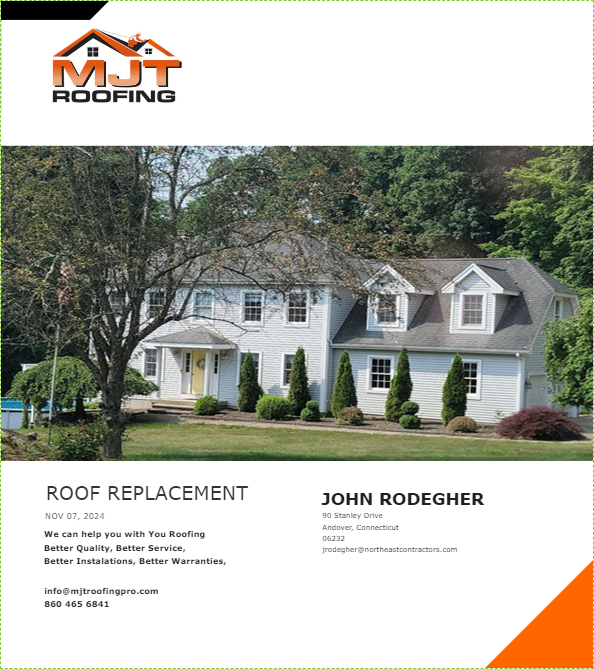 MJT
ROOFING
ROOF REPLACEMENT
NOV 07, 2024
We can help you with You Roofing
Better Quality, Better Service,
Better Instalations, Better Warranties,
info@mjtroofingpro.com
860 465 6841
JOHN RODEGHER
90 Stanley Drive
Andover, Connecticut
06232
jrodegher@northeastcontractors.com